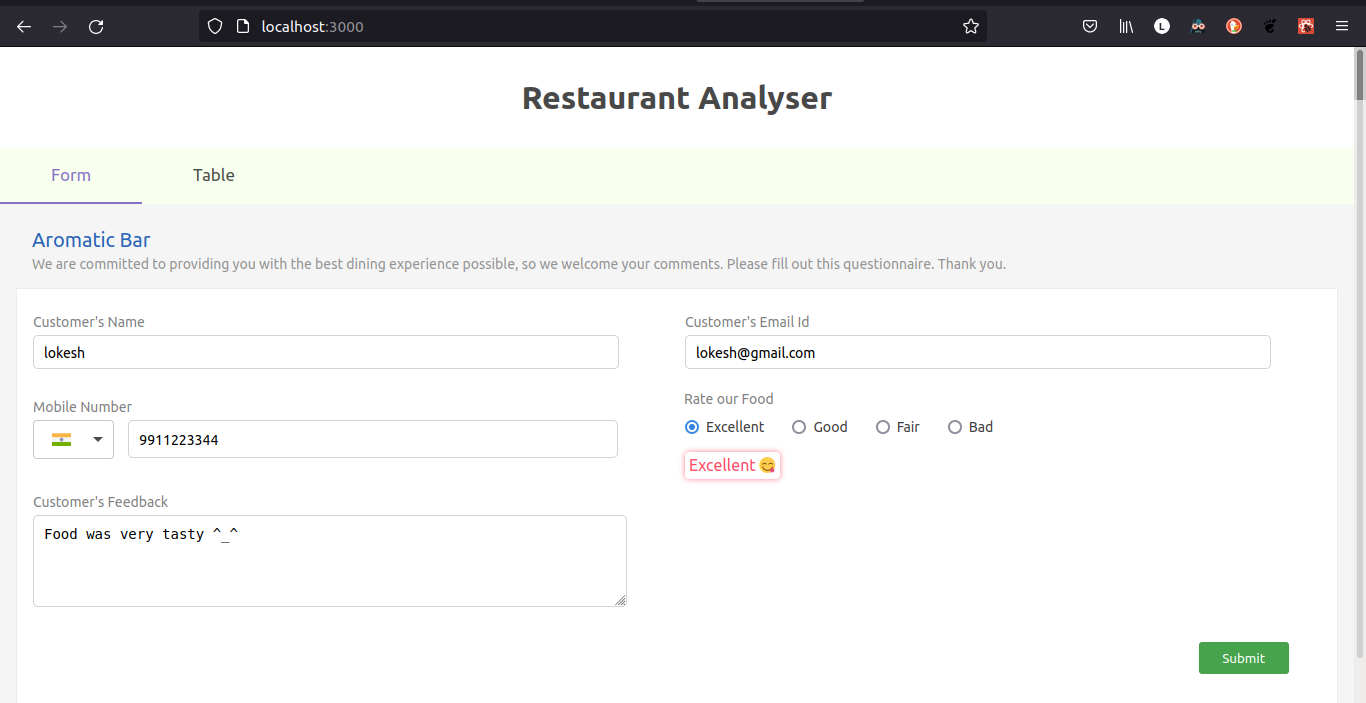 localhost:3000
L
Restaurant Analyser
Form Table
Aromatic Bar
We are committed to providing you with the best dining experience possible, so we welcome your comments. Please fill out this questionnaire. Thank you.
Customer's Name
lokesh
Customer's Email Id
lokesh@gmail.com
Mobile Number
9911223344
Rate our Food
Excellent Good Fair Bad
Excellent 😋
Customer's Feedback
Food was very tasty ^_^
Submit